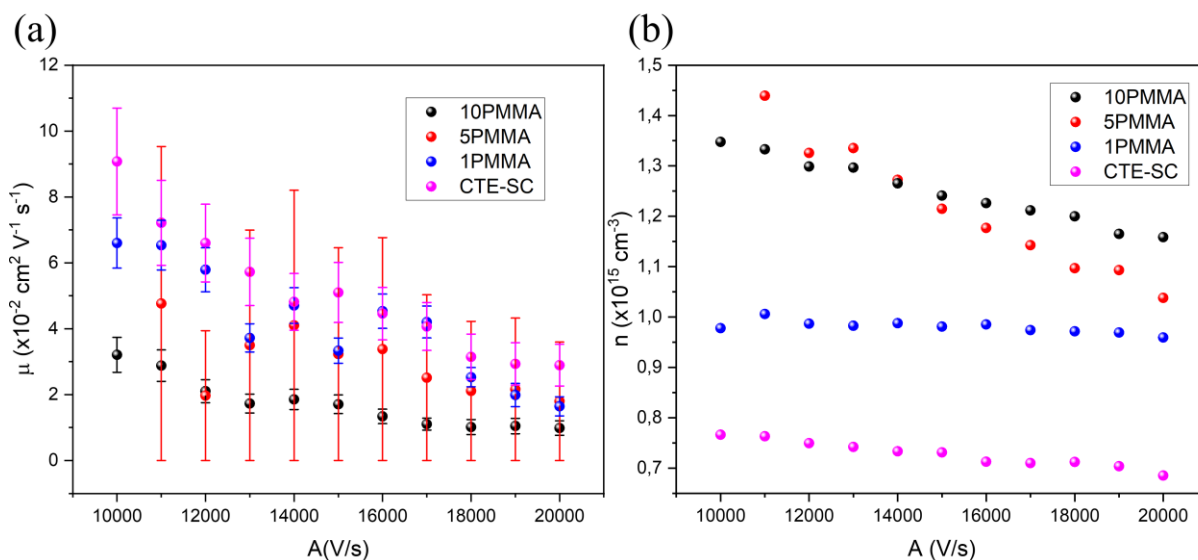 (a)
12
10
8
6
4
2
0
μ (x10⁻² cm² V⁻¹ s⁻¹)
10PMMA
5PMMA
1PMMA
CTE-SC
10000 12000 14000 16000 18000 20000
A(V/s)
(b)
1,5
1,4
1,3
1,2
1,1
1,0
0,9
0,8
0,7
n (x10¹⁵ cm⁻³)
10PMMA
5PMMA
1PMMA
CTE-SC
10000 12000 14000 16000 18000 20000
A (V/s)